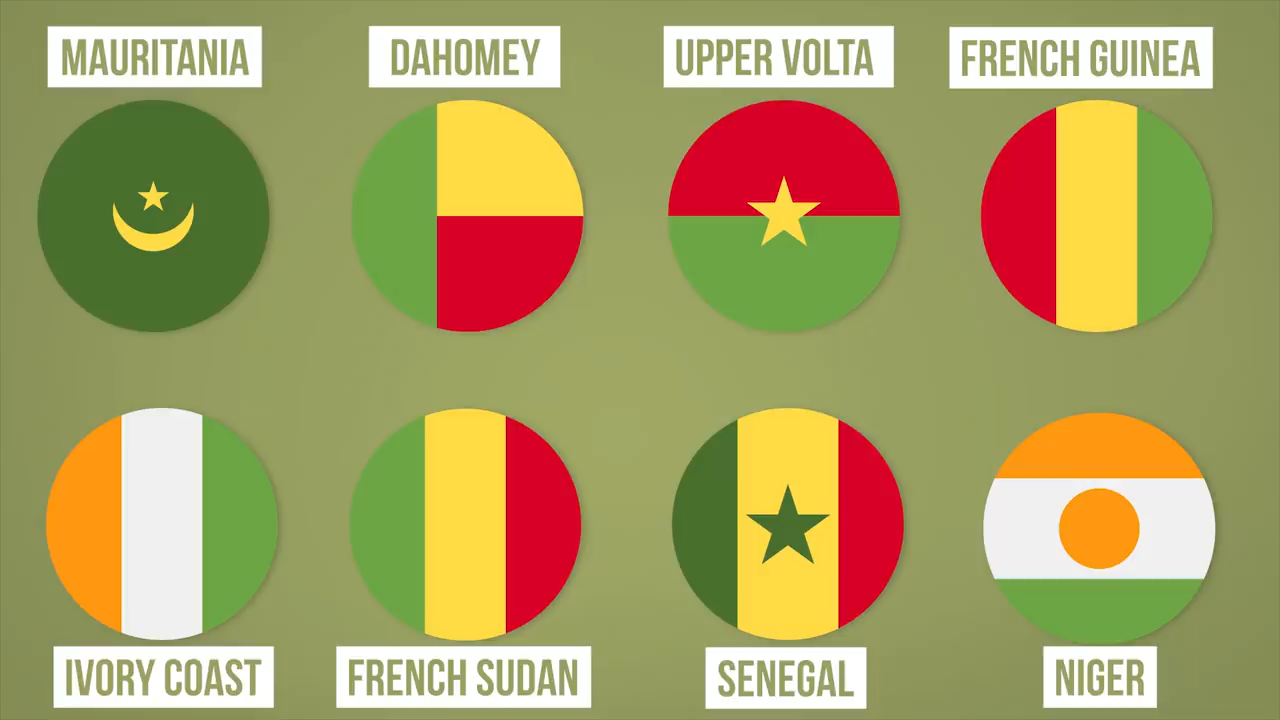 MAURITANIA
DAHOMEY
UPPER VOLTA
FRENCH GUINEA
IVORY COAST
FRENCH SUDAN
SENEGAL
NIGER